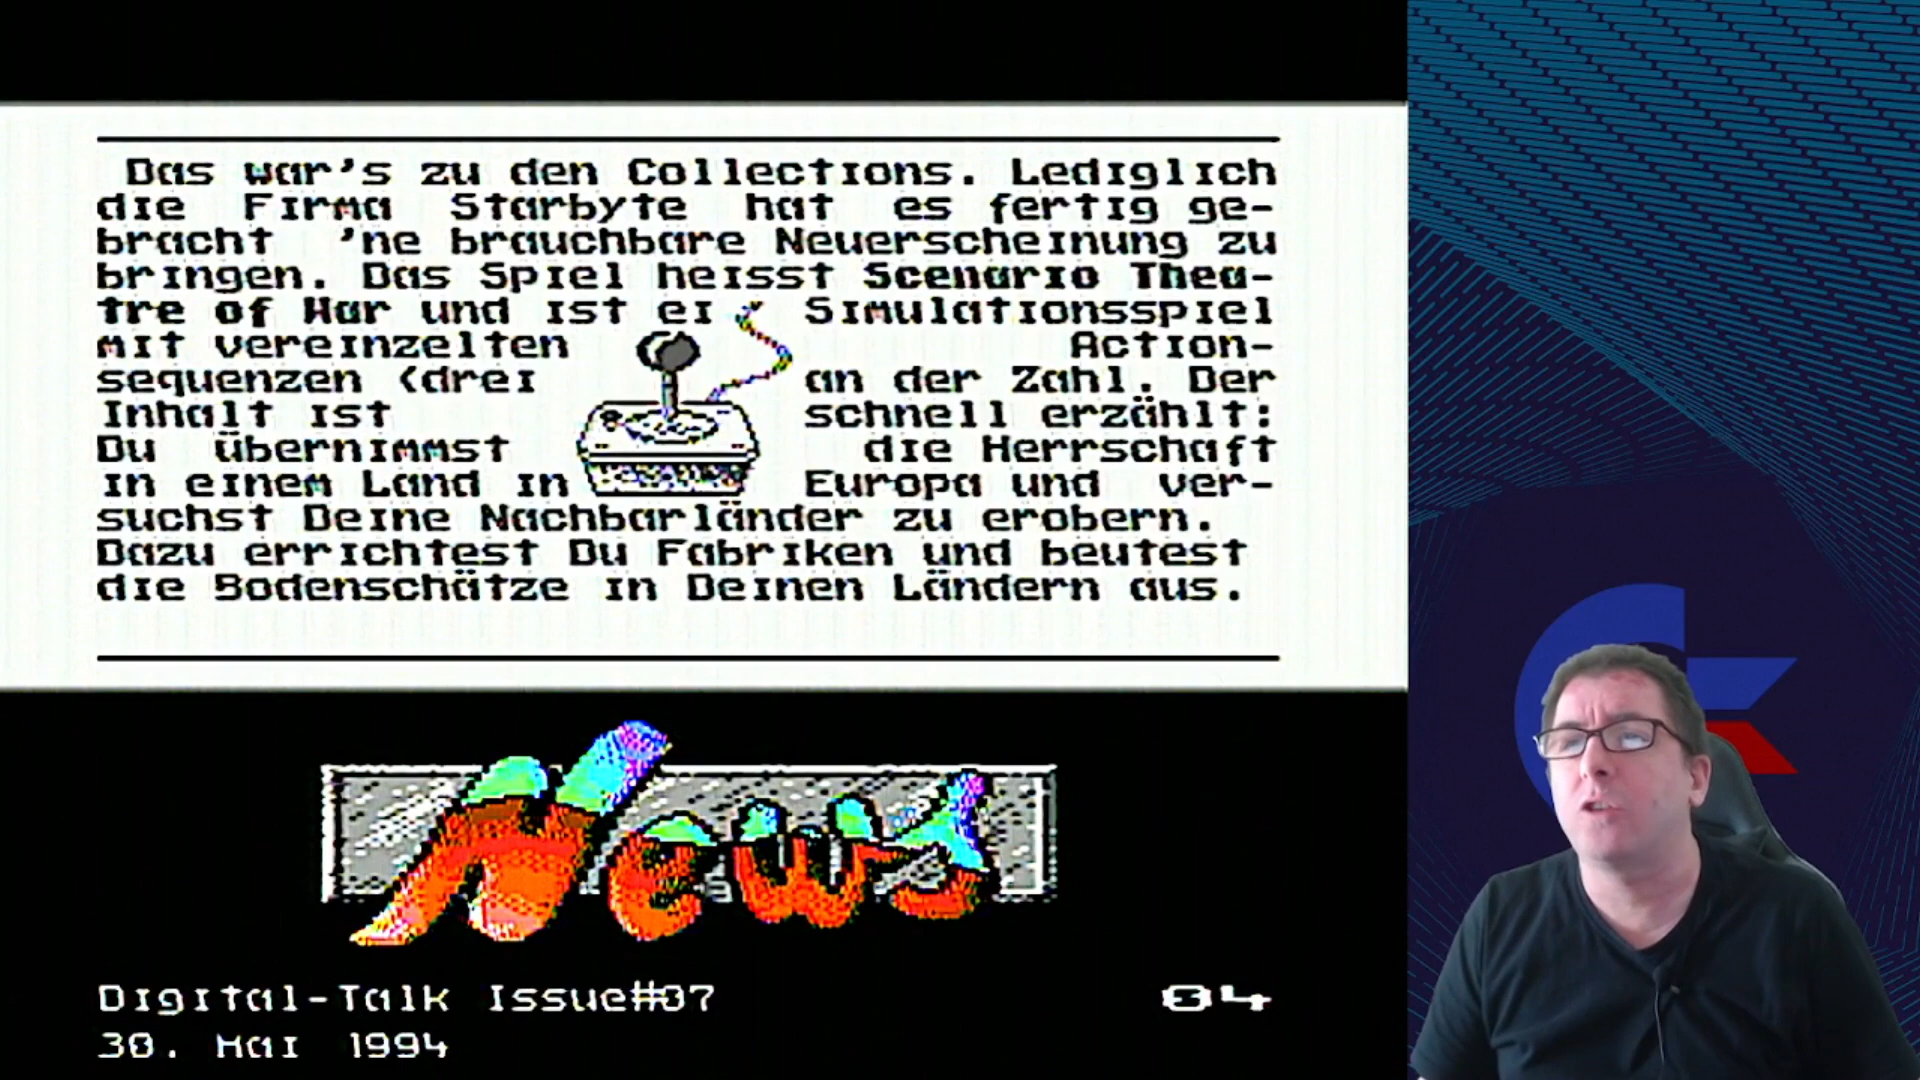 Das war's zu den Collections. Lediglich
die Firma Starbyte hat es fertig ge-
bracht 'ne brauchbare Neuerscheinung zu
bringen. Das Spiel heisst Scenario Thea-
tre of War und ist ei Simulationsspiel
mit vereinzelten Action-
sequenzen (drei an der Zahl. Der
Inhalt ist schnell erzählt:
Du übernimmst die Herrschaft
in einem Land in Europa und ver-
suchst Deine Nachbarländer zu erobern.
Dazu errichtest Du Fabriken und beutest
die Bodenschätze in Deinen Ländern aus.
News
Digital-Talk Issue#07
04
30. Mai 1994